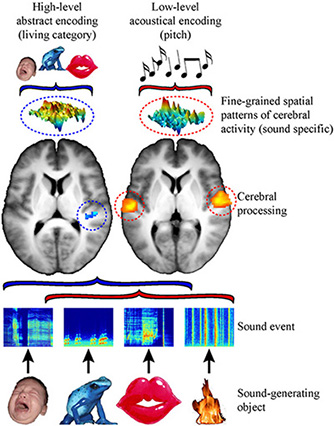 High-level
abstract encoding
(living category)
Low-level
acoustical encoding
(pitch)
Fine-grained spatial
patterns of cerebral
activity (sound specific)
Cerebral
processing
Sound event
Sound-generating
object